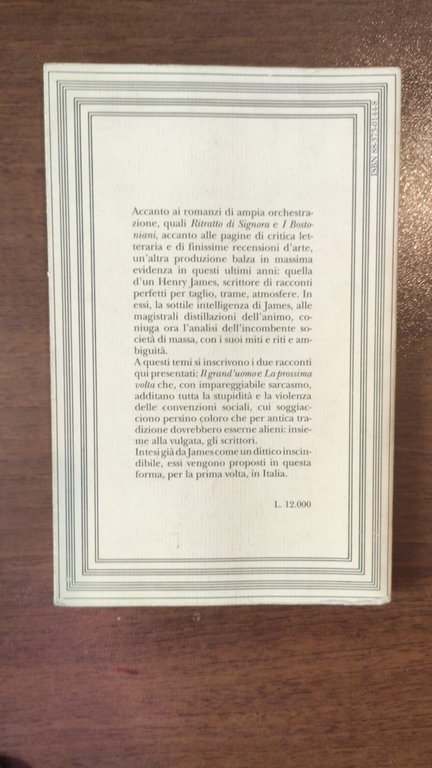 ISBN 88-375-0144-8
Accanto ai romanzi di ampia orchestra-
zione, quali Ritratto di Signora e I Bosto-
niani, accanto alle pagine di critica let-
teraria e di finissime recensioni d'arte,
un'altra produzione balza in massima
evidenza in questi ultimi anni: quella
d'un Henry James, scrittore di racconti
perfetti per taglio, trame, atmosfere. In
essi, la sottile intelligenza di James, alle
magistrali distillazioni dell'animo, co-
niuga ora l'analisi dell'incombente so-
cietà di massa, con i suoi miti e riti e am-
biguità.
A questi temi si inscrivono i due racconti
qui presentati: Il grand'uomo e La prossima
volta che, con impareggiabile sarcasmo,
additano tutta la stupidità e la violenza
delle convenzioni sociali, cui soggiac-
ciono persino coloro che per antica tra-
dizione dovrebbero esserne alieni: insie-
me alla vulgata, gli scrittori.
Intesi già da James come un dittico inscin-
dibile, essi vengono proposti in questa
forma, per la prima volta, in Italia.
L. 12.000